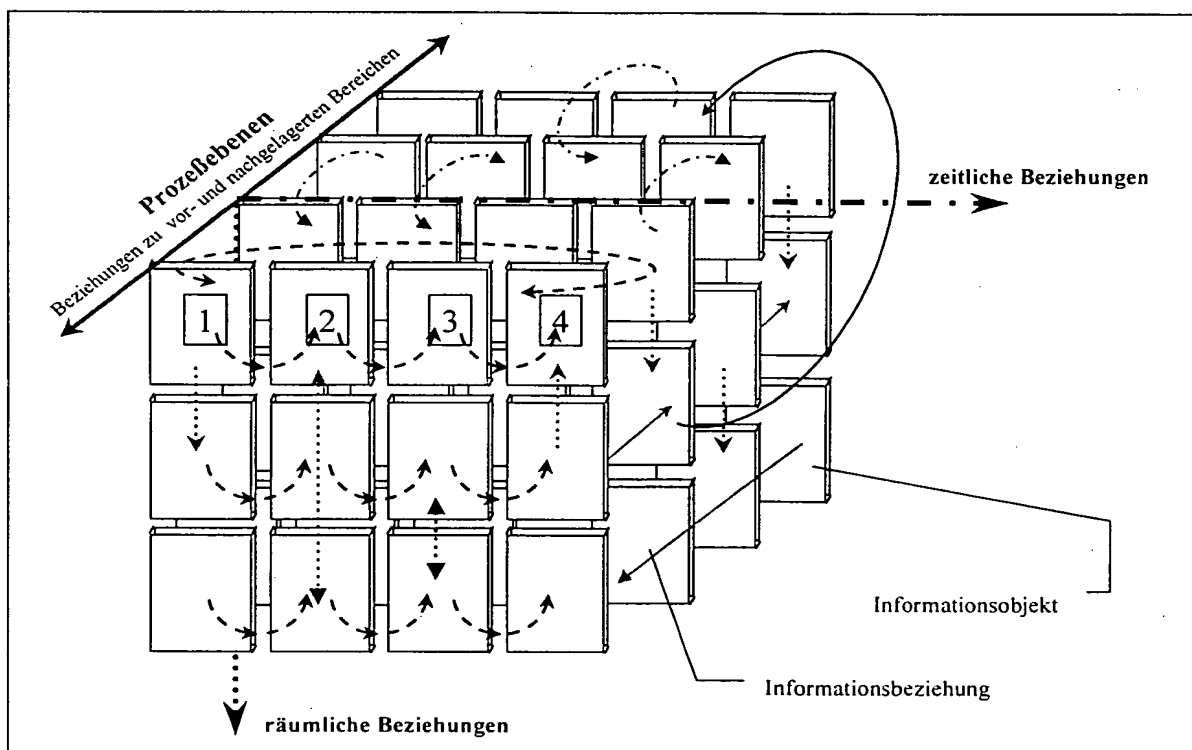 Prozeßebenen
Beziehungen zu vor- und nachgelagerten Bereichen
zeitliche Beziehungen
1 2 3 4
Informationsobjekt
Informationsbeziehung
räumliche Beziehungen